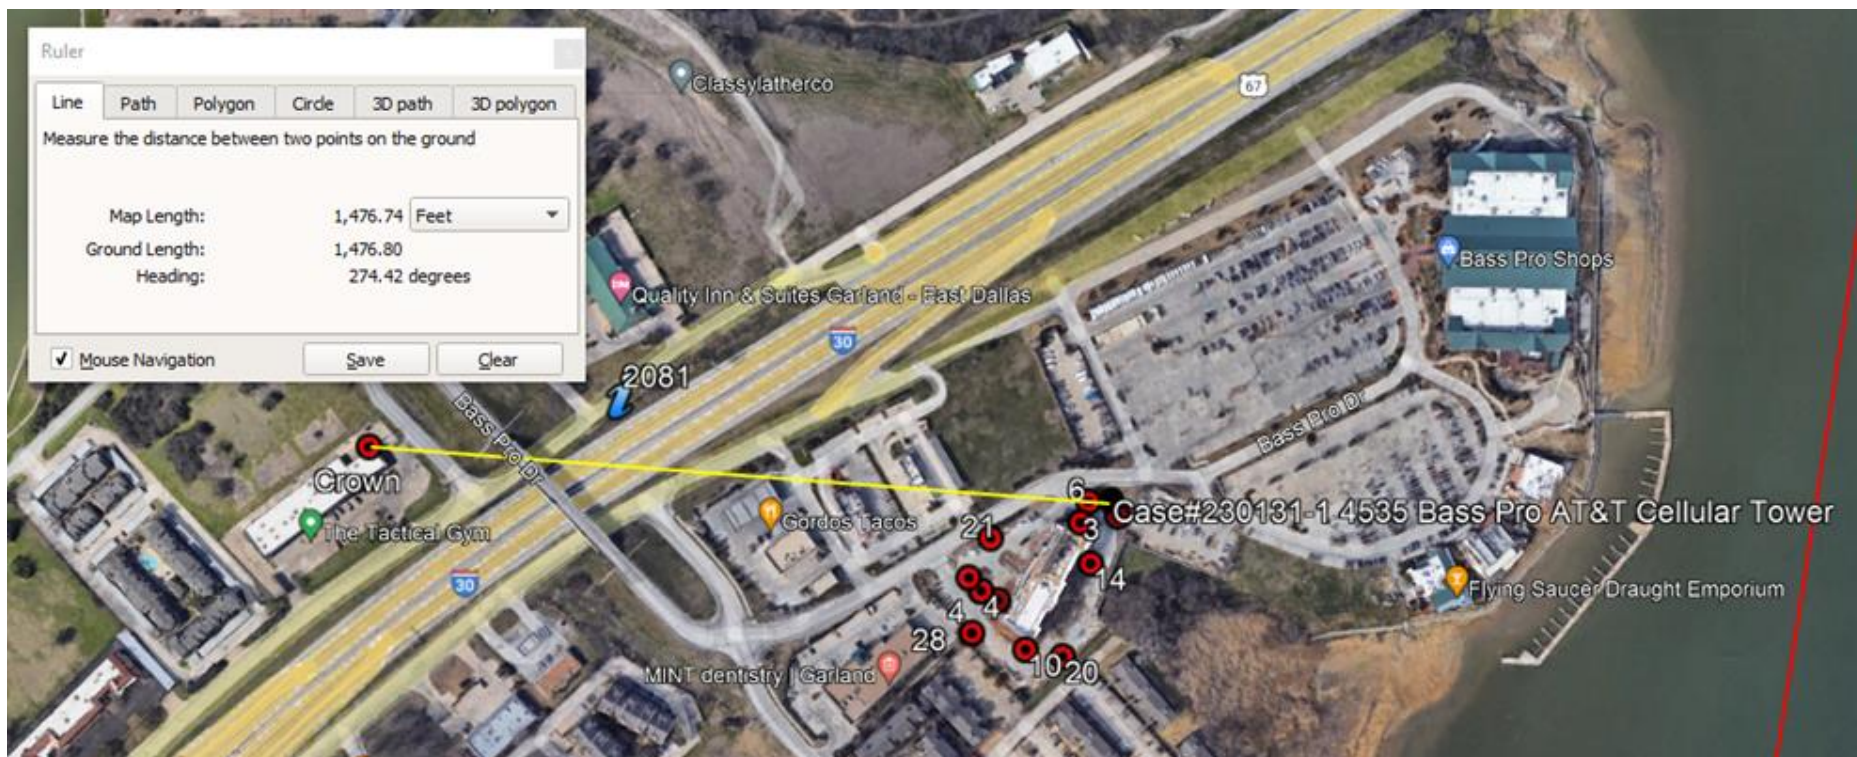 Ruler
Line Path Polygon Circle 3D path 3D polygon
Measure the distance between two points on the ground
Map Length: 1,476.74 Feet
Ground Length: 1,476.80
Heading: 274.42 degrees
Mouse Navigation Save Clear
Classylatherco
67
Bass Pro Shops
Quality Inn & Suites Garland - East Dallas
30
2081
Bass Pro Dr
Bass Pro Dr
Crown
The Tactical Gym
Gordos Tacos
6
Case#230131-1 4535 Bass Pro AT&T Cellular Tower
21
3
14
30
Flying Saucer Draught Emporium
4
4
28
MINT dentistry | Garland
10
20